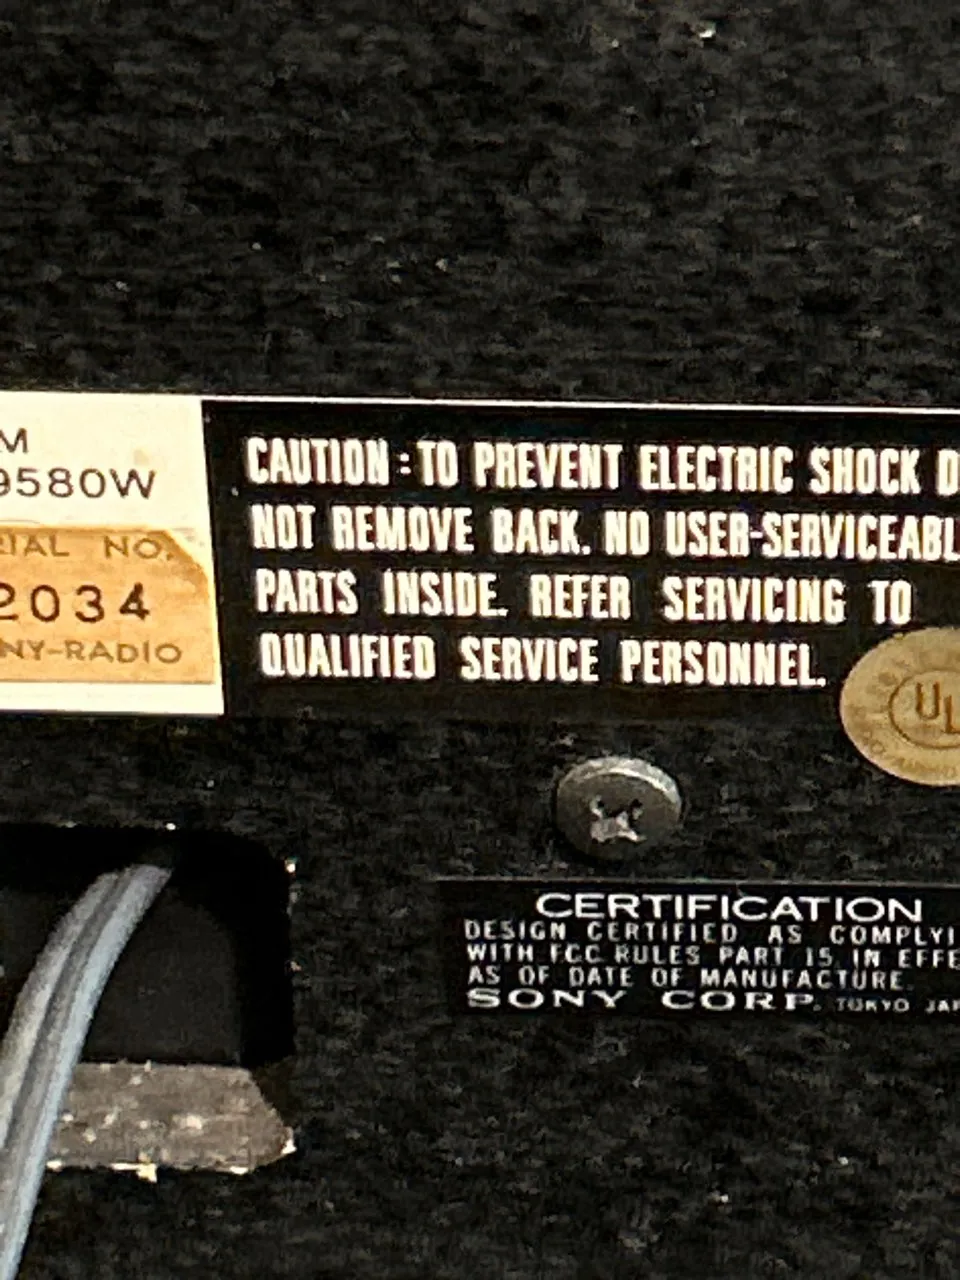 M
9580W
RIAL NO.
2034
NY-RADIO
CAUTION : TO PREVENT ELECTRIC SHOCK D
NOT REMOVE BACK. NO USER-SERVICEABL
PARTS INSIDE. REFER SERVICING TO
QUALIFIED SERVICE PERSONNEL.
UL
CERTIFICATION
DESIGN CERTIFIED AS COMPLYI
WITH FCC RULES PART 15 IN EFFE
AS OF DATE OF MANUFACTURE.
SONY CORP. TOKYO JAP